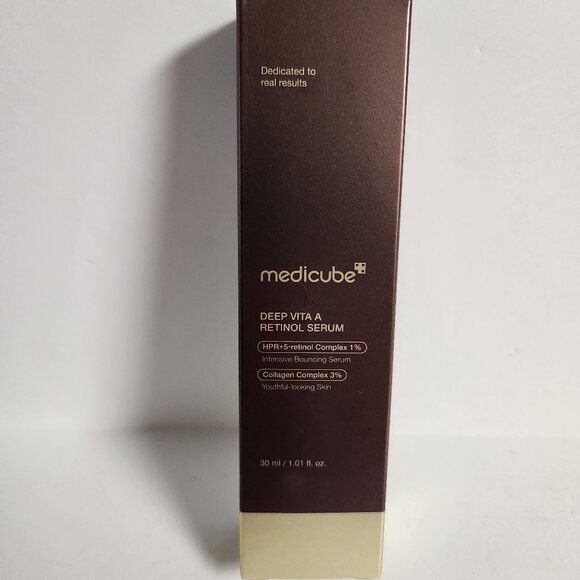 Dedicated to
real results
medicube
DEEP VITA A
RETINOL SERUM
HPR+5-retinol Complex 1%
Intensive Bouncing Serum
Collagen Complex 3%
Youthful-looking Skin
30 ml / 1.01 fl. oz.